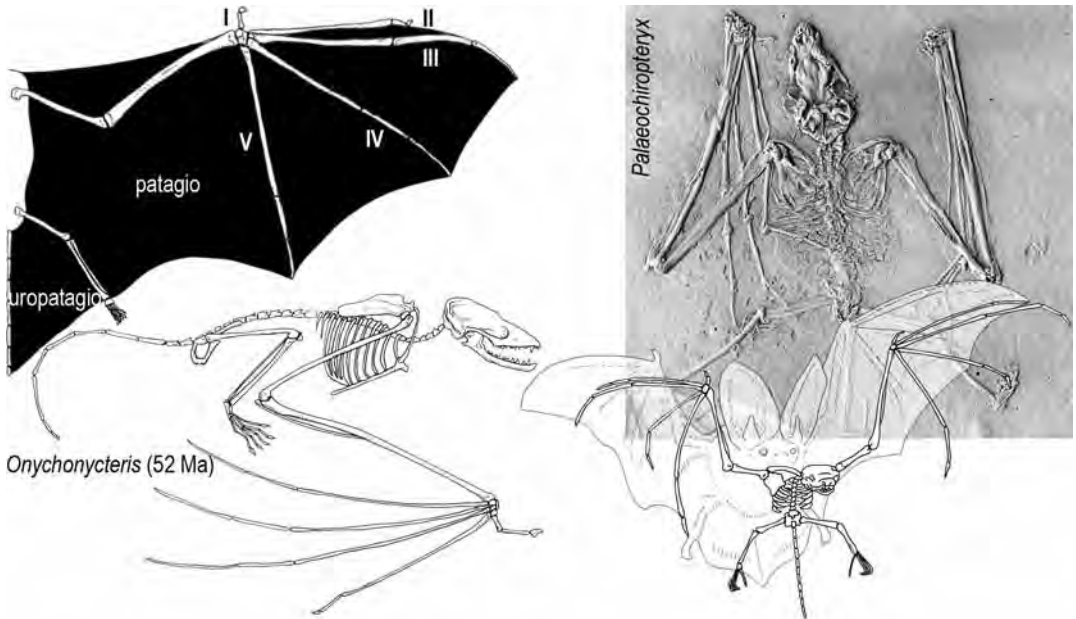 I
II
III
IV
V
patagio
uropatagio
Onychonycteris (52 Ma)
Palaeochiropteryx